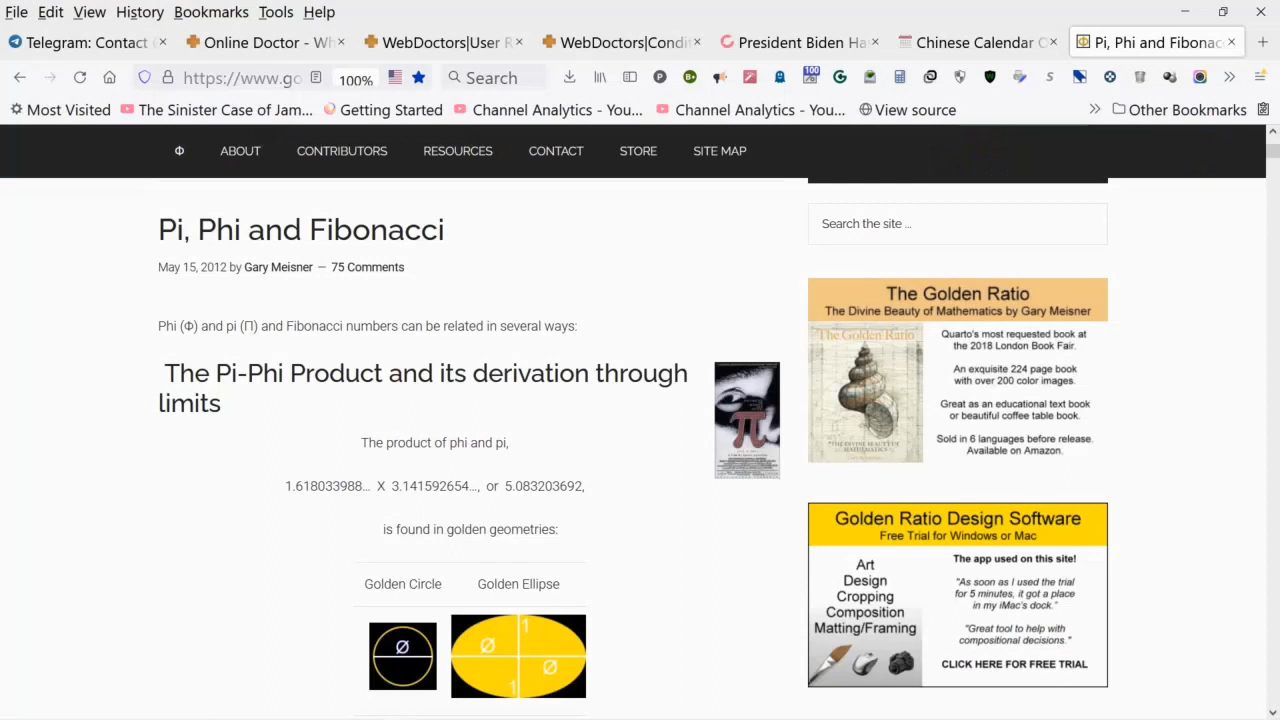 File Edit View History Bookmarks Tools Help
Telegram: Contact
Online Doctor - Wh
WebDoctors|User R
WebDoctors|Condit
President Biden Ha
Chinese Calendar C
Pi, Phi and Fibonacc
https://www.go
100%
Search
100
Most Visited
The Sinister Case of Jam...
Getting Started
Channel Analytics - You...
Channel Analytics - You...
View source
Other Bookmarks
Φ ABOUT CONTRIBUTORS RESOURCES CONTACT STORE SITE MAP
Pi, Phi and Fibonacci
May 15, 2012 by Gary Meisner — 75 Comments
Phi (Φ) and pi (Π) and Fibonacci numbers can be related in several ways:
The Pi-Phi Product and its derivation through
limits
The product of phi and pi,
1.618033988... X 3.141592654..., or 5.083203692,
is found in golden geometries:
Golden Circle Golden Ellipse
Ø
1
Ø
Ø
1
π
Search the site ...
The Golden Ratio
The Divine Beauty of Mathematics by Gary Meisner
The Golden Ratio
THE DIVINE BEAUTY OF
MATHEMATICS
Quarto's most requested book at
the 2018 London Book Fair.
An exquisite 224 page book
with over 200 color images.
Great as an educational text book
or beautiful coffee table book.
Sold in 6 languages before release.
Available on Amazon.
Golden Ratio Design Software
Free Trial for Windows or Mac
Art
Design
Cropping
Composition
Matting/Framing
The app used on this site!
"As soon as I used the trial
for 5 minutes, it got a place
in my iMac's dock."
"Great tool to help with
compositional decisions."
CLICK HERE FOR FREE TRIAL